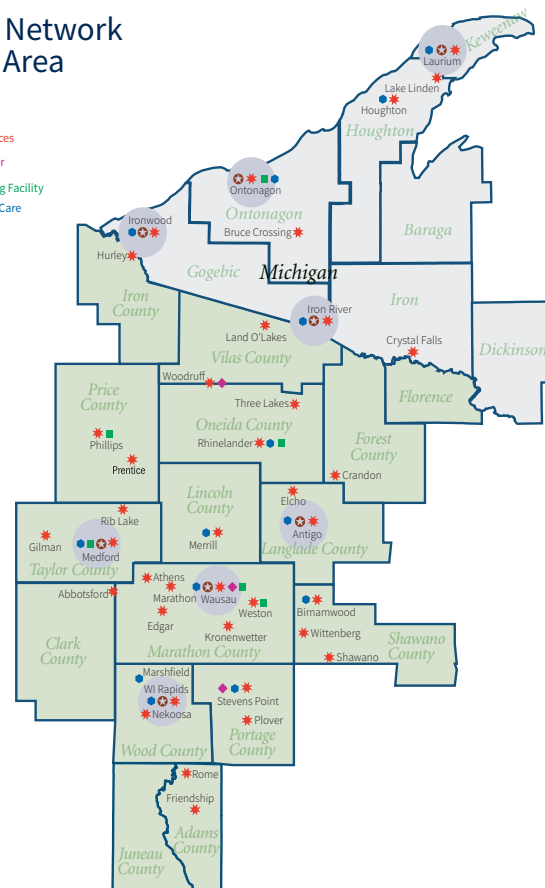 Network
Area
ces
r
g Facility
Care
Keweenaw
Laurium
Lake Linden
Houghton
Houghton
Ontonagon
Ontonagon
Baraga
Ironwood
Bruce Crossing
Hurley
Gogebic
Michigan
Iron
County
Iron River
Iron
Land O'Lakes
Crystal Falls
Vilas County
Dickinson
Woodruff
Price
County
Three Lakes
Florence
Oneida County
Rhinelander
Phillips
Forest
County
Prentice
Crandon
Lincoln
County
Elcho
Rib Lake
Gilman
Merrill
Antigo
Langlade County
Medford
Taylor County
Athens
Abbotsford
Marathon
Wausau
Weston
Birnamwood
Edgar
Kronenwetter
Wittenberg
Clark
County
Marathon County
Shawano
County
Shawano
Marshfield
WI Rapids
Stevens Point
Nekoosa
Plover
Wood County
Portage
County
Rome
Friendship
Adams
County
Juneau
County